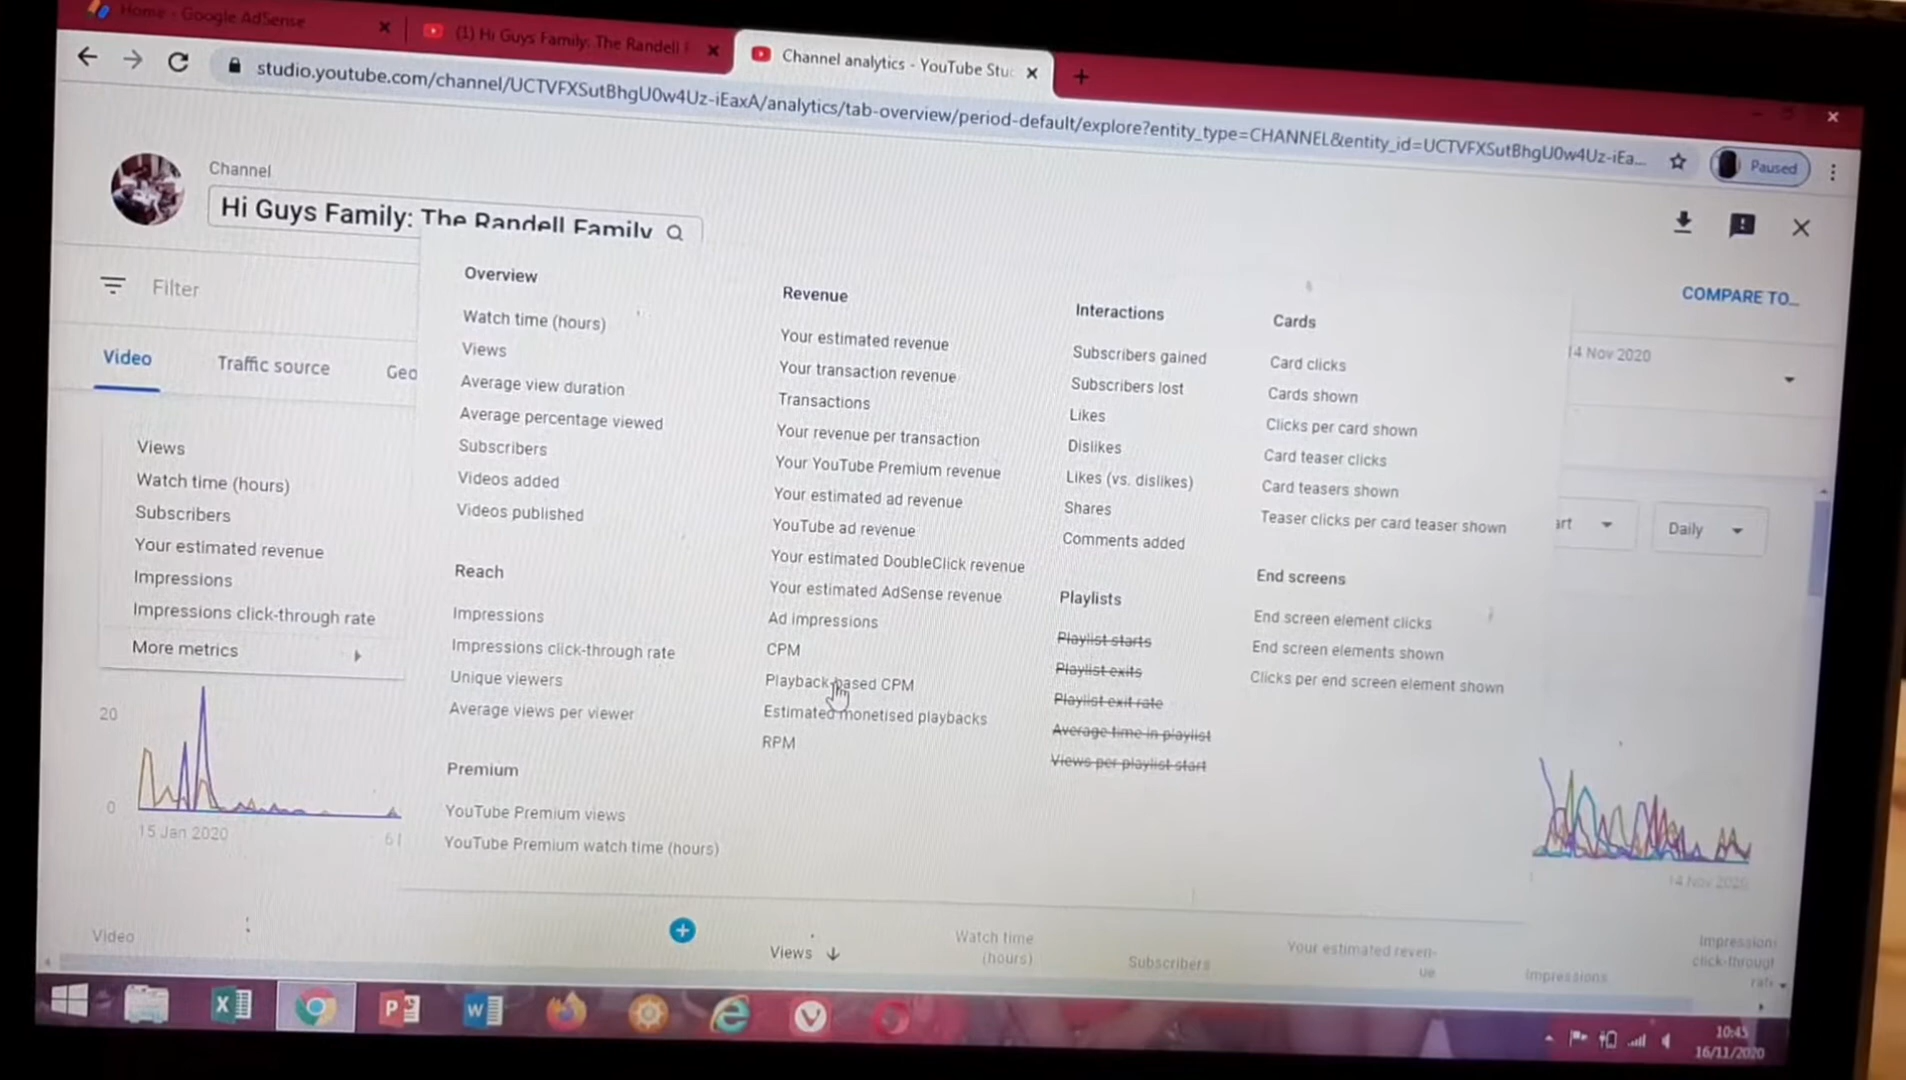 Home - Google AdSense
(1) Hi Guys Family: The Randell F
Channel analytics - YouTube Stu
studio.youtube.com/channel/UCTVFXSutBhgU0w4Uz-iEaxA/analytics/tab-overview/period-default/explore?entity_type=CHANNEL&entity_id=UCTVFXSutBhgU0w4Uz-iEa...
Paused
Channel
Hi Guys Family: The Randell Family
Filter
COMPARE TO...
14 Nov 2020
Video
Traffic source
Geo
Views
Watch time (hours)
Subscribers
Your estimated revenue
Impressions
Impressions click-through rate
More metrics
Overview
Watch time (hours)
Views
Average view duration
Average percentage viewed
Subscribers
Videos added
Videos published
Reach
Impressions
Impressions click-through rate
Unique viewers
Average views per viewer
Premium
YouTube Premium views
YouTube Premium watch time (hours)
Revenue
Your estimated revenue
Your transaction revenue
Transactions
Your revenue per transaction
Your YouTube Premium revenue
Your estimated ad revenue
YouTube ad revenue
Your estimated DoubleClick revenue
Your estimated AdSense revenue
Ad impressions
CPM
Playback-based CPM
Estimated monetised playbacks
RPM
Interactions
Subscribers gained
Subscribers lost
Likes
Dislikes
Likes (vs. dislikes)
Shares
Comments added
Playlists
Playlist starts
Playlist exits
Playlist exit rate
Average time in playlist
Views per playlist start
Cards
Card clicks
Cards shown
Clicks per card shown
Card teaser clicks
Card teasers shown
Teaser clicks per card teaser shown
End screens
End screen element clicks
End screen elements shown
Clicks per end screen element shown
art
Daily
20
0
15 Jan 2020
14 Nov 2020
Video
Views
Watch time
(hours)
Subscribers
Your estimated reven-
ue
Impressions
Impressions
click-through
rate
10:45
16/11/2020